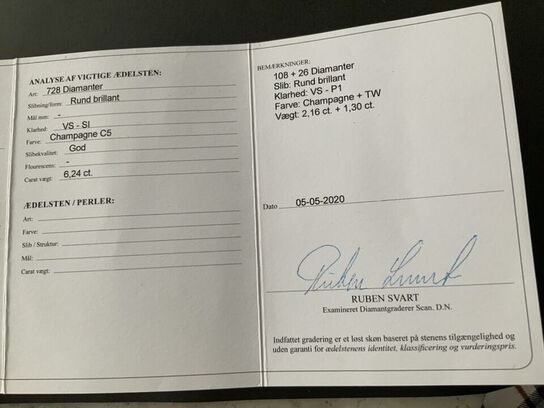 ANALYSE AF VIGTIGE ÆDELSTEN:
Art: 728 Diamanter
Slibning/form: Rund brillant
Mål mm: -
Klarhed: VS - SI
Farve: Champagne C5
Slibekvalitet: God
Flourescens: -
Carat vægt: 6,24 ct.
ÆDELSTEN / PERLER:
Art:
Farve:
Slib / Struktur:
Mål:
Carat vægt:
BEMÆRKNINGER:
108 + 26 Diamanter
Slib: Rund brillant
Klarhed: VS - P1
Farve: Champagne + TW
Vægt: 2,16 ct. + 1,30 ct.
Dato 05-05-2020
Ruben Svart
RUBEN SVART
Examineret Diamantgraderer Scan. D.N.
Indfattet gradering er et løst skøn baseret på stenens tilgængelighed og
uden garanti for ædelstenens identitet, klassificering og vurderingspris.